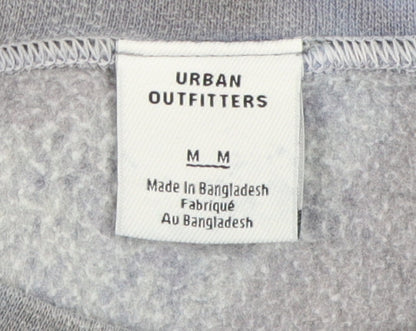 URBAN
OUTFITTERS
M M
Made In Bangladesh
Fabriqué
Au Bangladesh